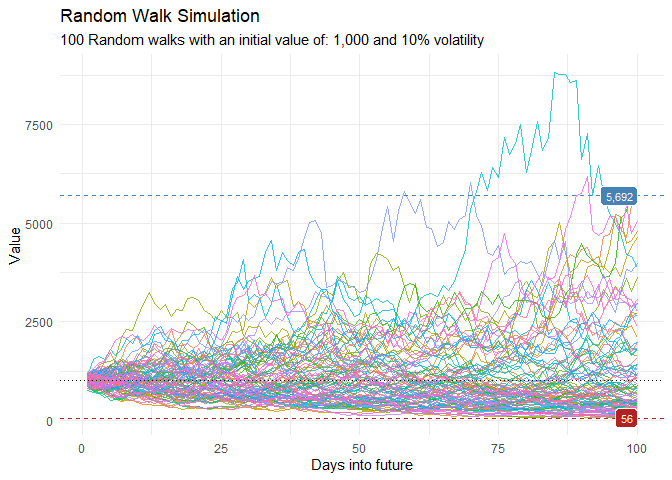 Random Walk Simulation
100 Random walks with an initial value of: 1,000 and 10% volatility
7500
5,692
5000
Value
2500
0
56
0 25 50 75 100
Days into future